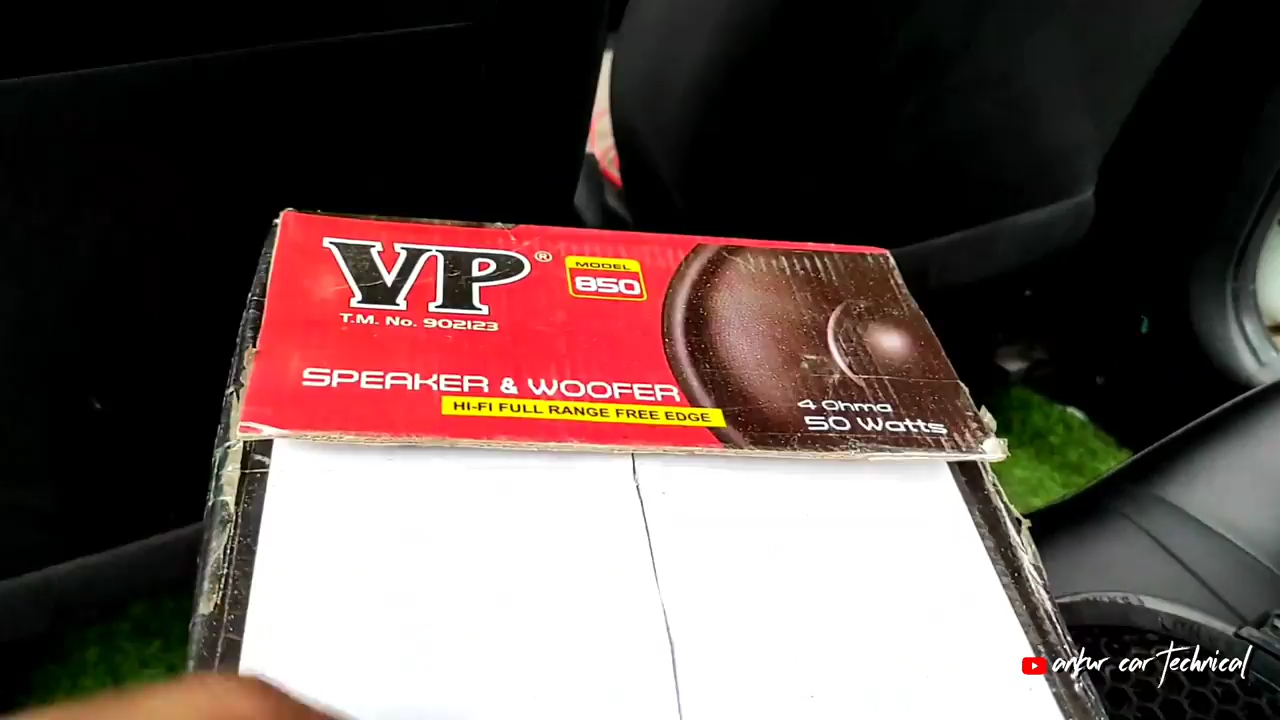 VP®
T.M. No. 902123
MODEL
850
SPEAKER & WOOFER
HI-FI FULL RANGE FREE EDGE
4 Ohma
50 Watts
ankur car Technical